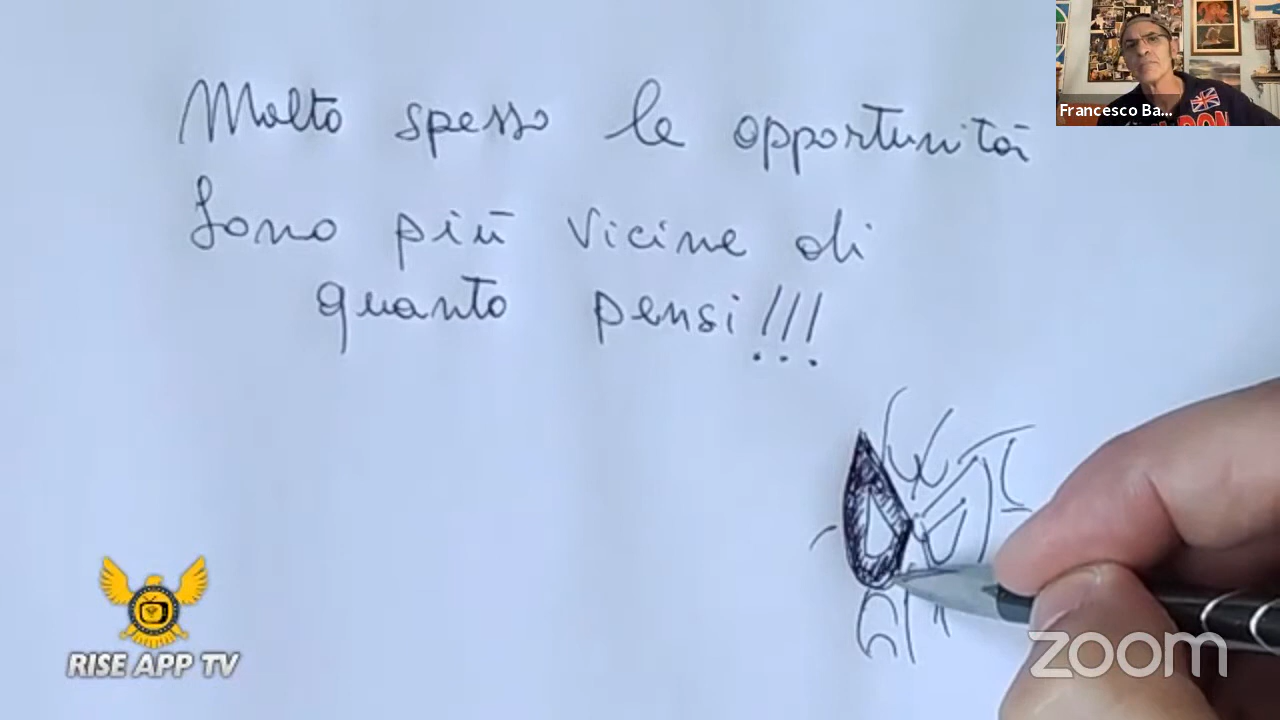 Molto spesso le opportunità
Sono più vicine di
quanto pensi!!!
Francesco Ba...
RISE APP TV
zoom